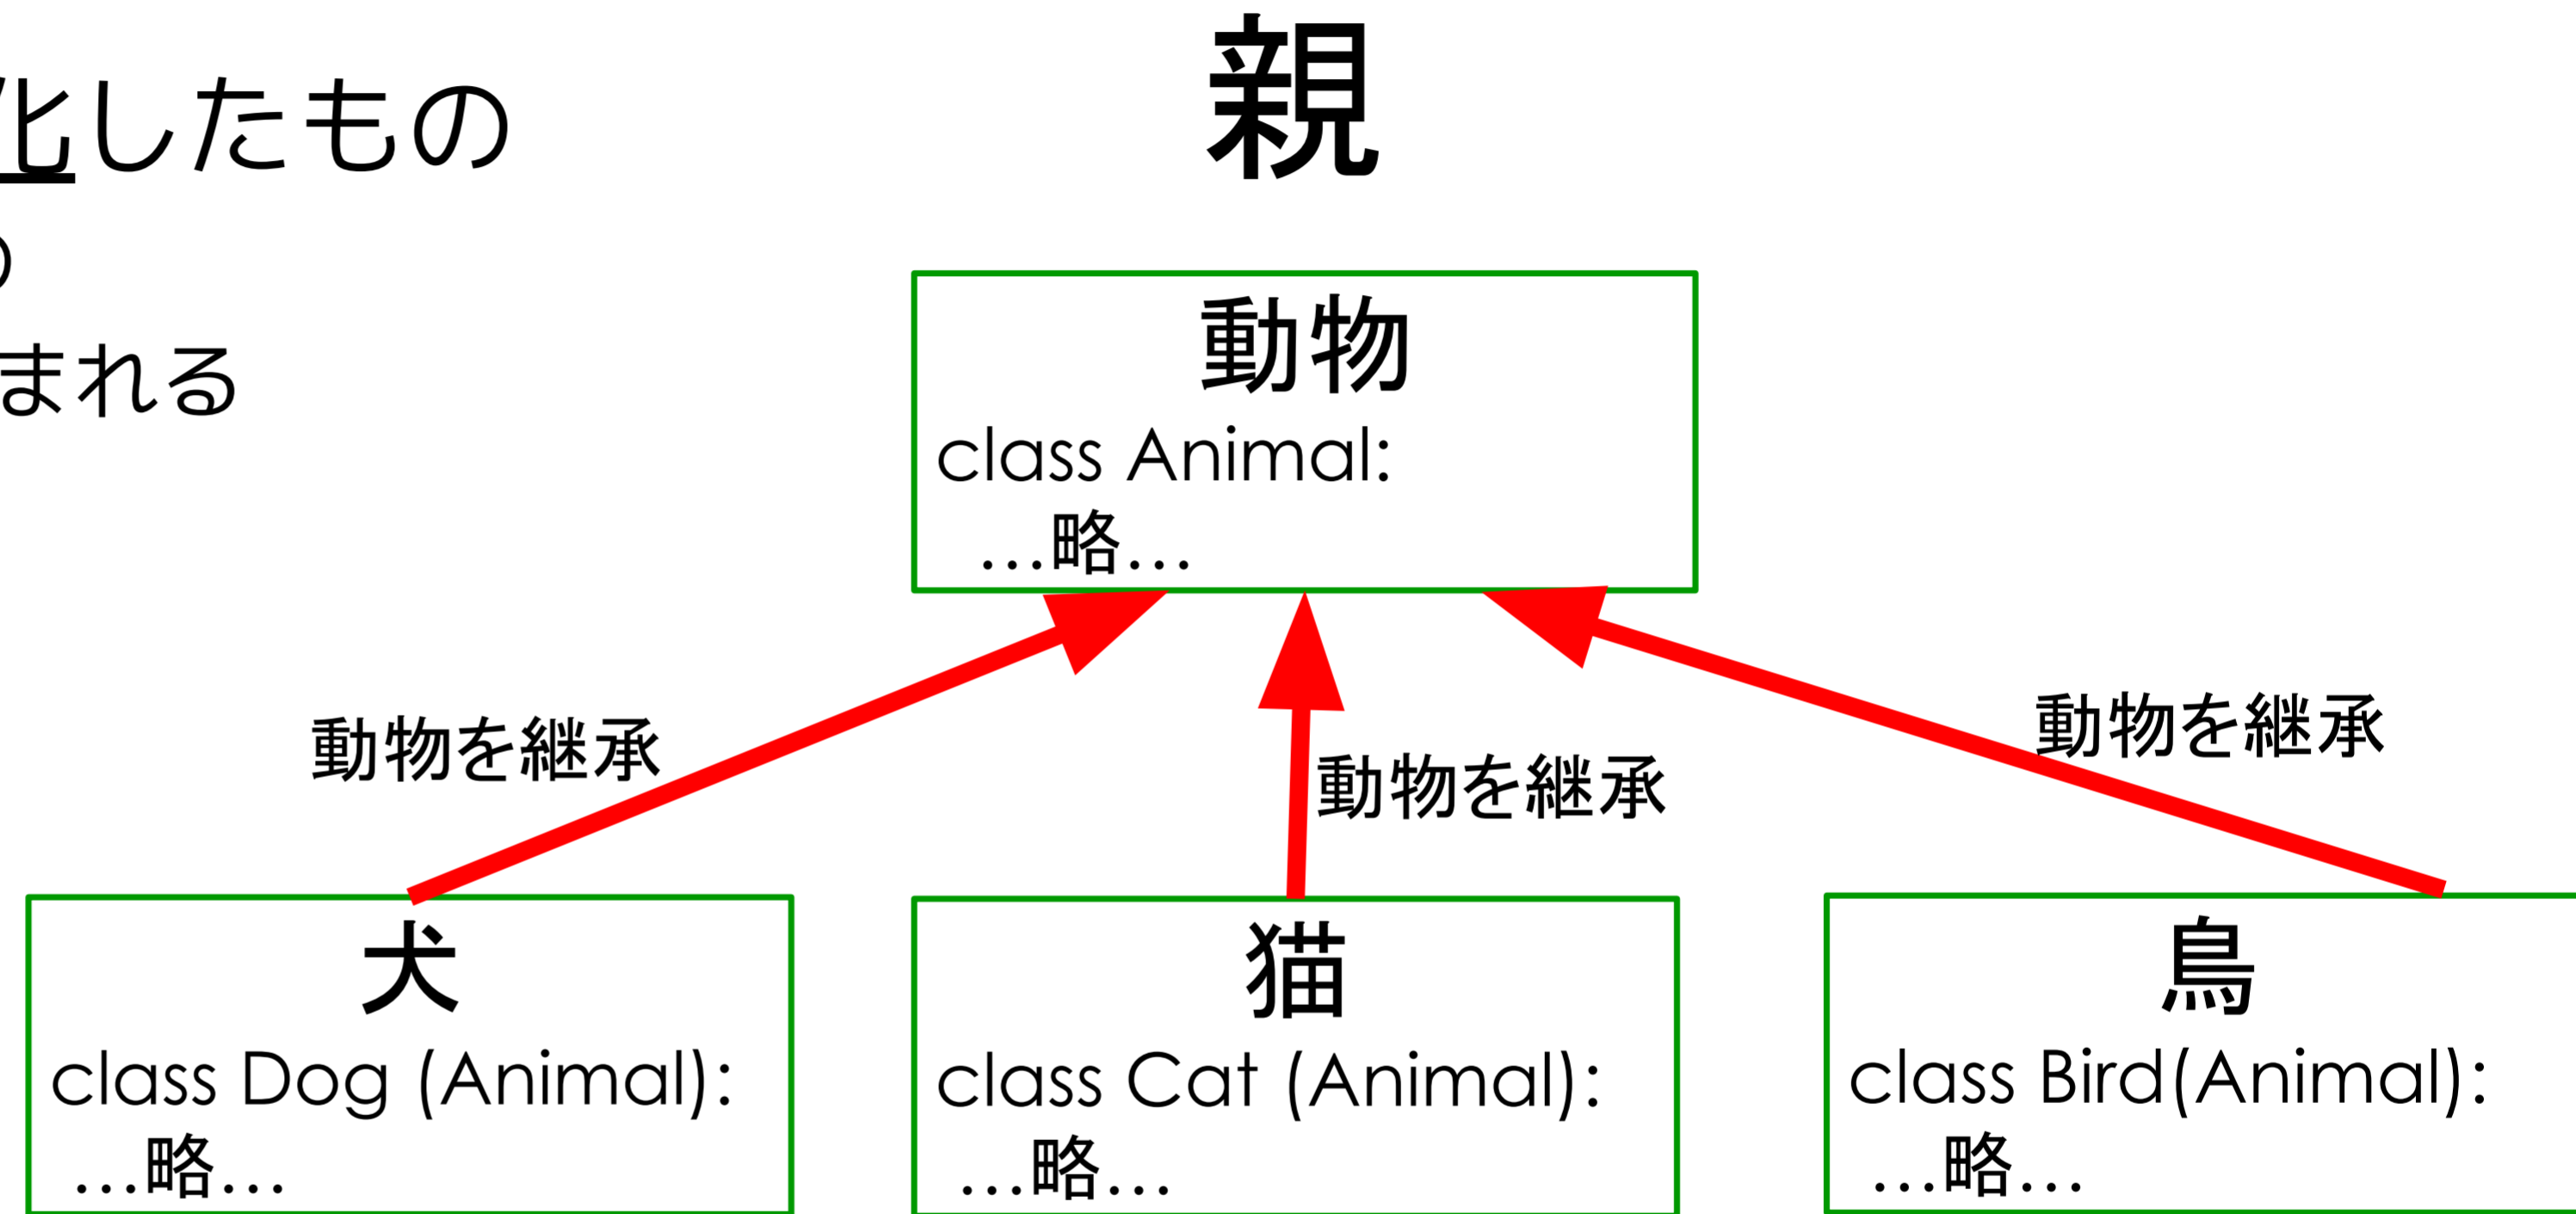 化したもの
親
の
まれる
動物
class Animal:
…略…
動物を継承
動物を継承
動物を継承
犬
class Dog (Animal):
…略…
猫
class Cat (Animal):
…略…
鳥
class Bird(Animal):
…略…